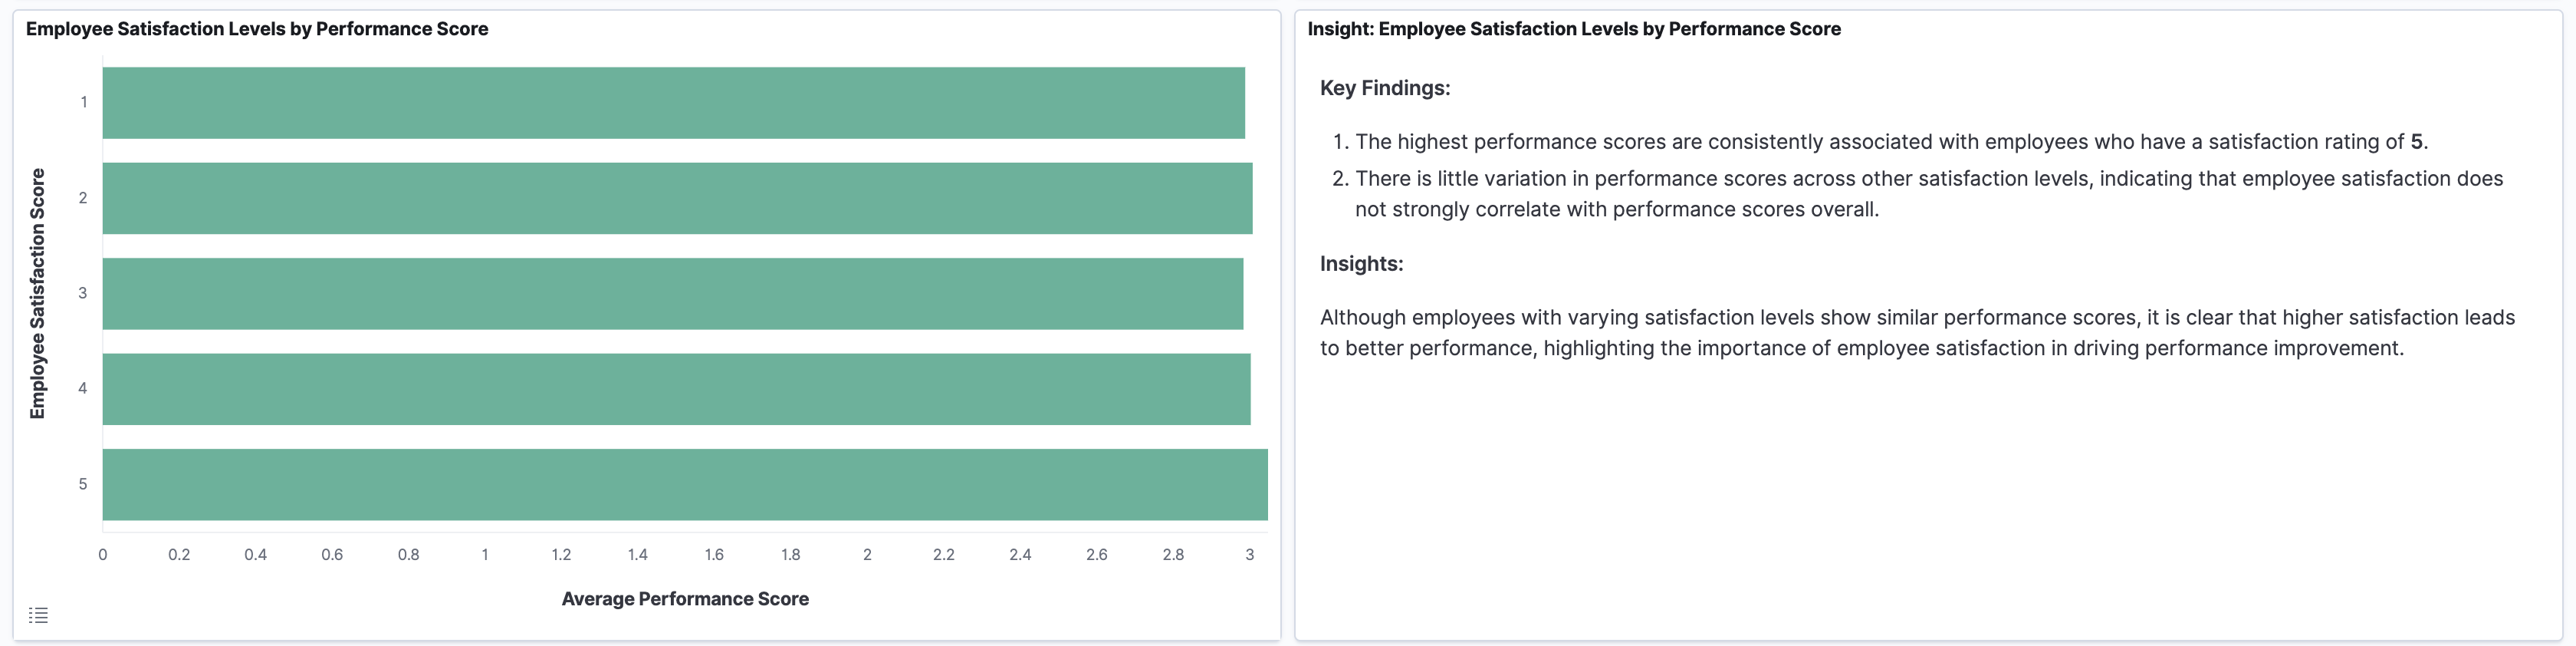 Employee Satisfaction Levels by Performance Score
Employee Satisfaction Score
1
2
3
4
5
0 0.2 0.4 0.6 0.8 1 1.2 1.4 1.6 1.8 2 2.2 2.4 2.6 2.8 3
Average Performance Score
Insight: Employee Satisfaction Levels by Performance Score
Key Findings:
1. The highest performance scores are consistently associated with employees who have a satisfaction rating of 5.
2. There is little variation in performance scores across other satisfaction levels, indicating that employee satisfaction does
not strongly correlate with performance scores overall.
Insights:
Although employees with varying satisfaction levels show similar performance scores, it is clear that higher satisfaction leads
to better performance, highlighting the importance of employee satisfaction in driving performance improvement.